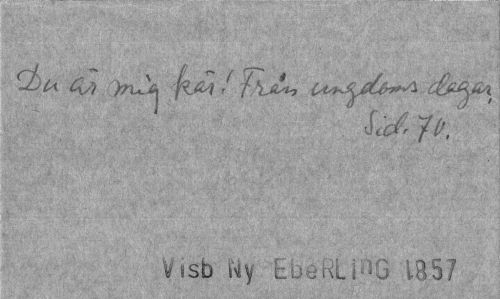 Du är mig kär! Från ungdoms dagar,
Sid. 70.
Visb Ny EbeRLinG 1857